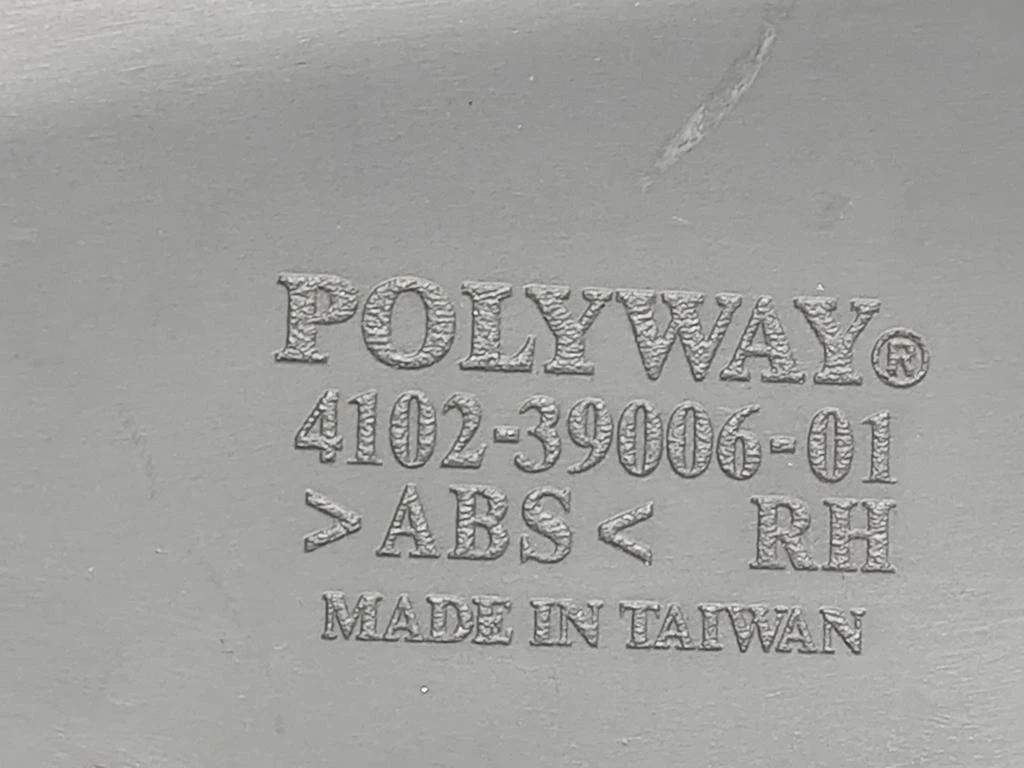 POLYWAY®
4102-39006-01
>ABS< RH
MADE IN TAIWAN